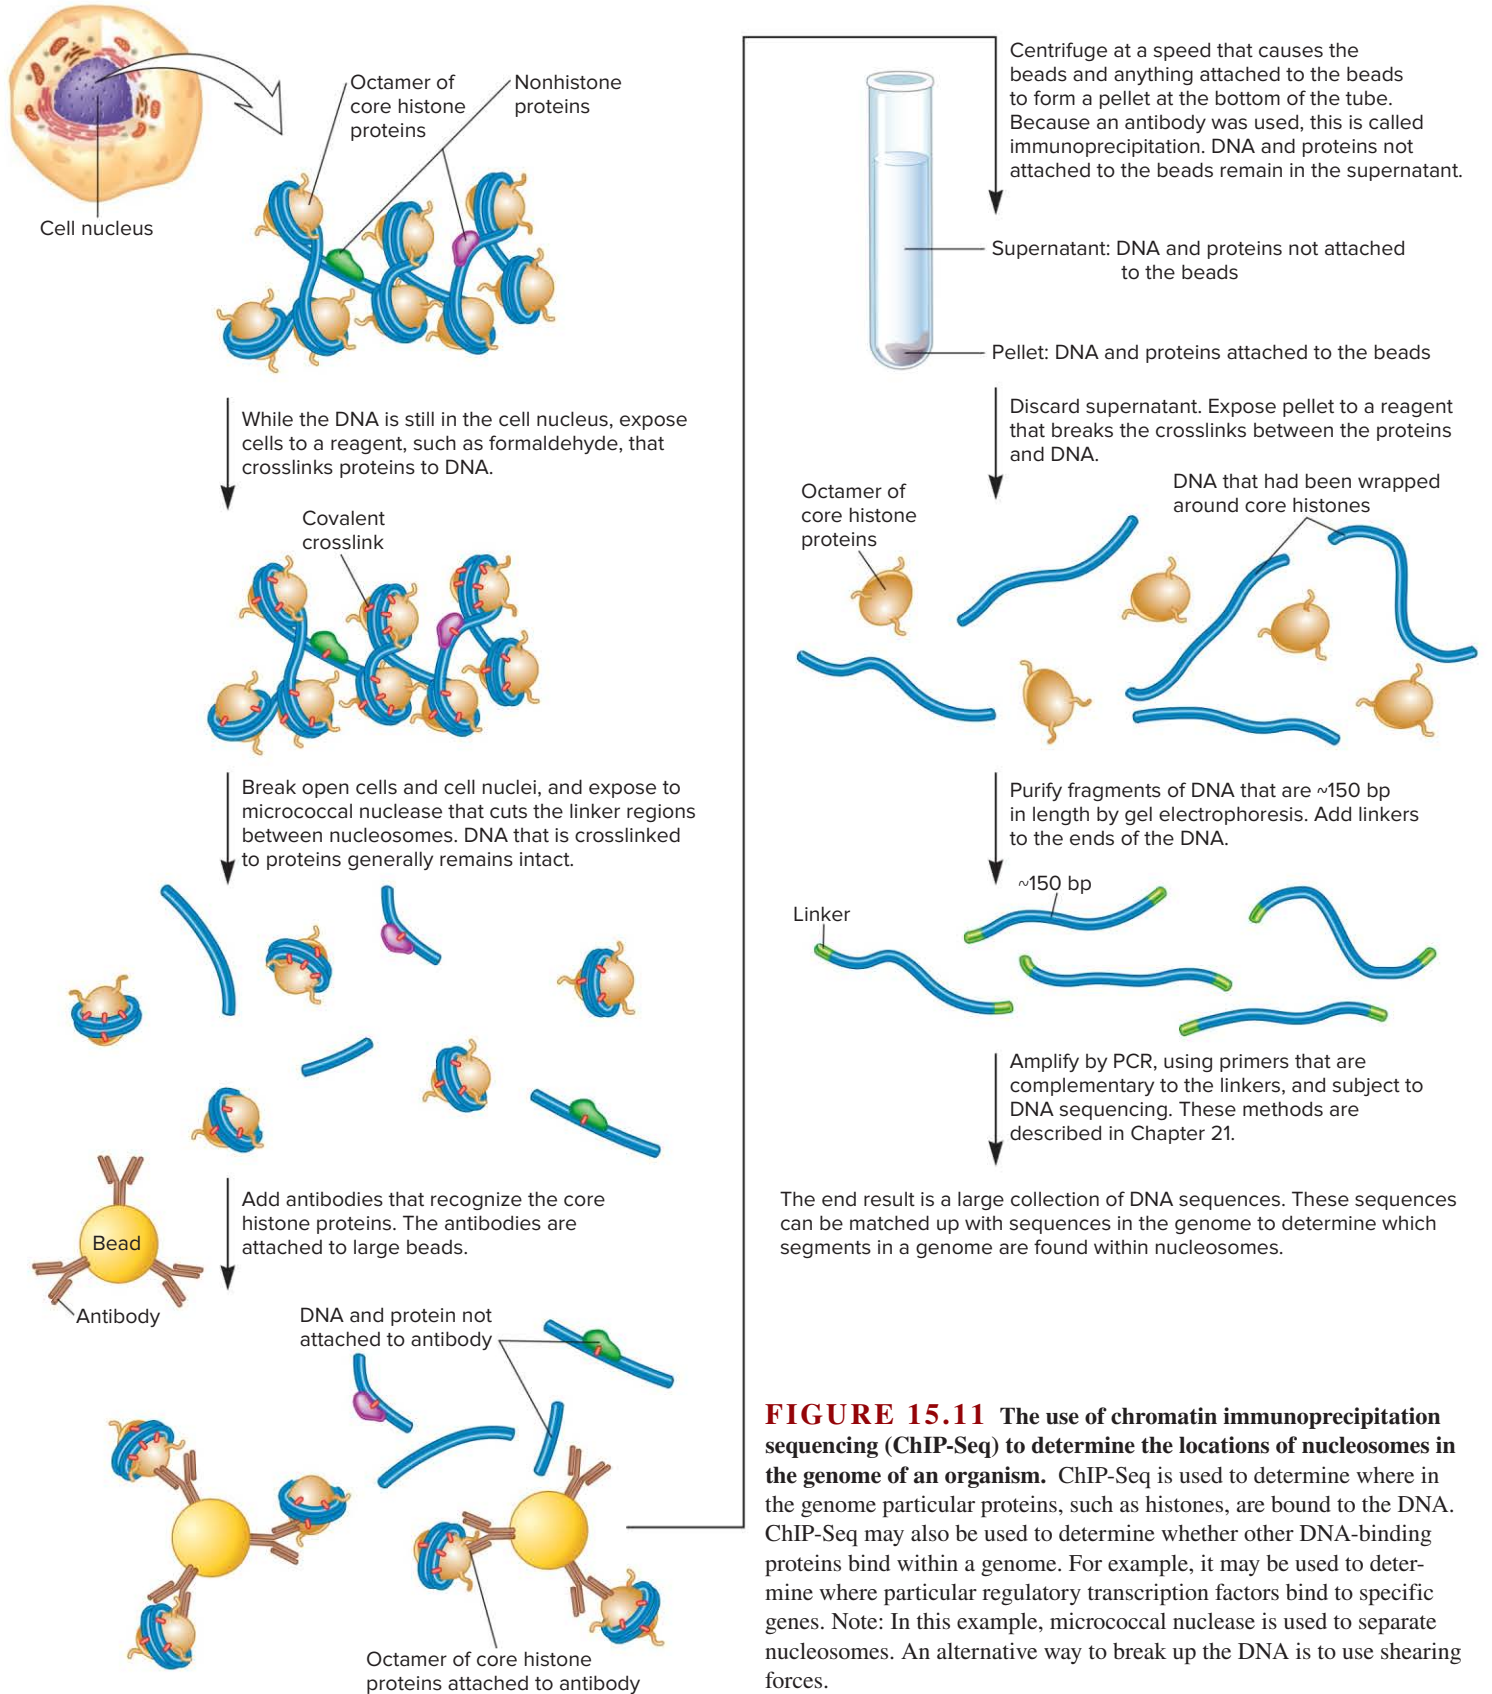 Octamer of
core histone
proteins
Nonhistone
proteins
Cell nucleus
While the DNA is still in the cell nucleus, expose
cells to a reagent, such as formaldehyde, that
crosslinks proteins to DNA.
Covalent
crosslink
Break open cells and cell nuclei, and expose to
micrococcal nuclease that cuts the linker regions
between nucleosomes. DNA that is crosslinked
to proteins generally remains intact.
Add antibodies that recognize the core
histone proteins. The antibodies are
attached to large beads.
Bead
Antibody
DNA and protein not
attached to antibody
Octamer of core histone
proteins attached to antibody
Centrifuge at a speed that causes the
beads and anything attached to the beads
to form a pellet at the bottom of the tube.
Because an antibody was used, this is called
immunoprecipitation. DNA and proteins not
attached to the beads remain in the supernatant.
Supernatant: DNA and proteins not attached
to the beads
Pellet: DNA and proteins attached to the beads
Discard supernatant. Expose pellet to a reagent
that breaks the crosslinks between the proteins
and DNA.
Octamer of
core histone
proteins
DNA that had been wrapped
around core histones
Purify fragments of DNA that are ~150 bp
in length by gel electrophoresis. Add linkers
to the ends of the DNA.
~150 bp
Linker
Amplify by PCR, using primers that are
complementary to the linkers, and subject to
DNA sequencing. These methods are
described in Chapter 21.
The end result is a large collection of DNA sequences. These sequences
can be matched up with sequences in the genome to determine which
segments in a genome are found within nucleosomes.
FIGURE 15.11 The use of chromatin immunoprecipitation
sequencing (ChIP-Seq) to determine the locations of nucleosomes in
the genome of an organism. ChIP-Seq is used to determine where in
the genome particular proteins, such as histones, are bound to the DNA.
ChIP-Seq may also be used to determine whether other DNA-binding
proteins bind within a genome. For example, it may be used to deter-
mine where particular regulatory transcription factors bind to specific
genes. Note: In this example, micrococcal nuclease is used to separate
nucleosomes. An alternative way to break up the DNA is to use shearing
forces.